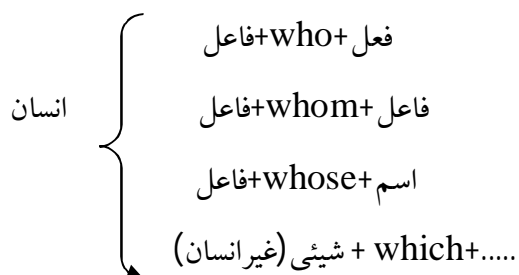 فاعل+who+فعل
انسان
فاعل+whom+فاعل
فاعل+whose+اسم
شیئی(غیرانسان) + which+.....